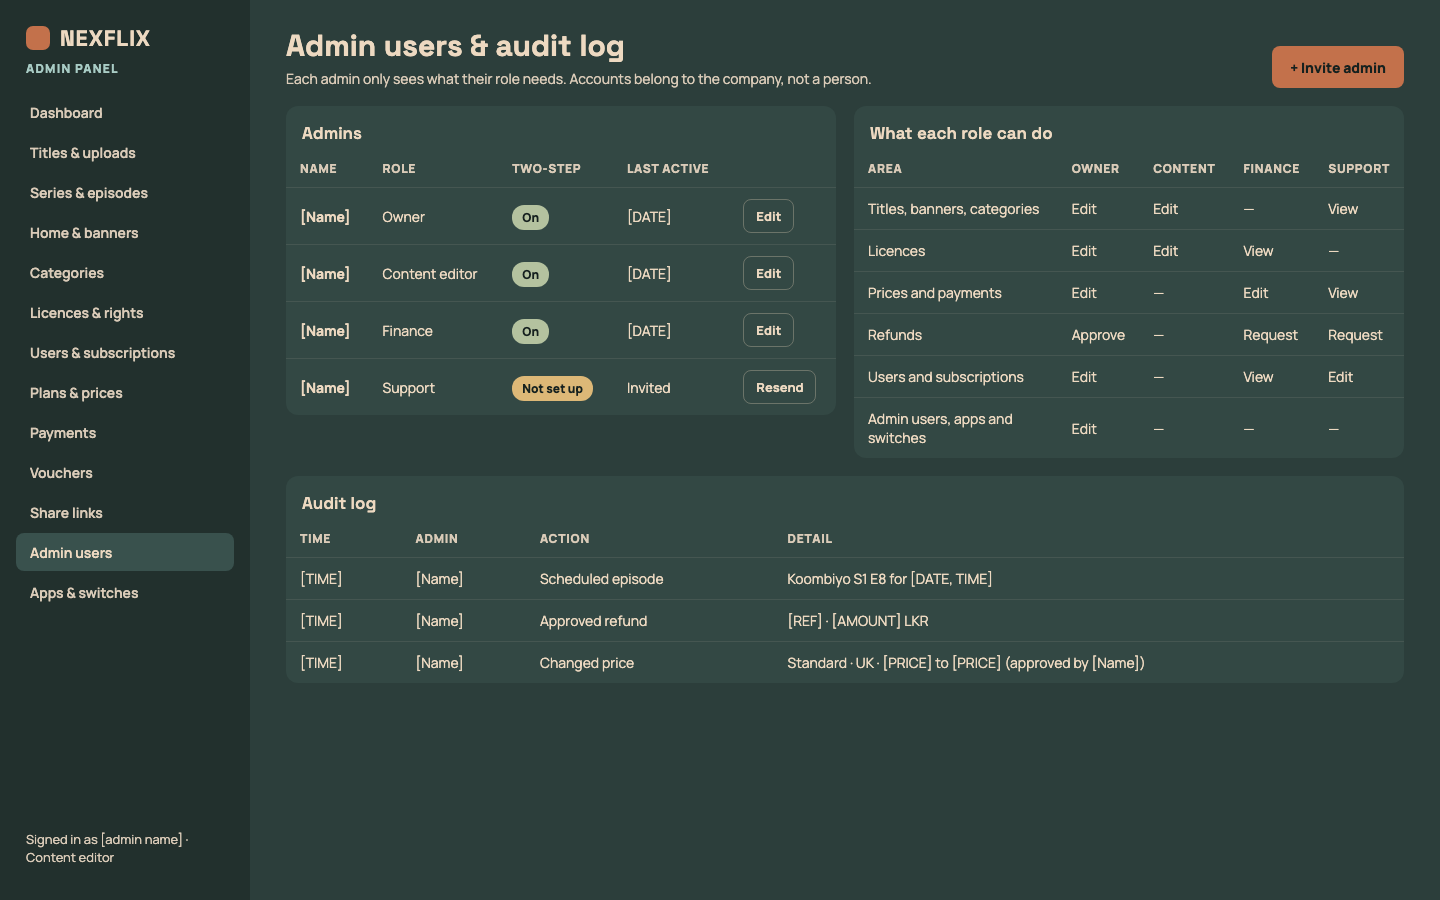 NEXFLIX
ADMIN PANEL
Dashboard
Titles & uploads
Series & episodes
Home & banners
Categories
Licences & rights
Users & subscriptions
Plans & prices
Payments
Vouchers
Share links
Admin users
Apps & switches
Signed in as [admin name] ·
Content editor
Admin users & audit log
Each admin only sees what their role needs. Accounts belong to the company, not a person.
+ Invite admin
Admins
NAME ROLE TWO-STEP LAST ACTIVE
[Name] Owner On [DATE] Edit
[Name] Content editor On [DATE] Edit
[Name] Finance On [DATE] Edit
[Name] Support Not set up Invited Resend
What each role can do
AREA OWNER CONTENT FINANCE SUPPORT
Titles, banners, categories Edit Edit — View
Licences Edit Edit View —
Prices and payments Edit — Edit View
Refunds Approve — Request Request
Users and subscriptions Edit — View Edit
Admin users, apps and
switches Edit — — —
Audit log
TIME ADMIN ACTION DETAIL
[TIME] [Name] Scheduled episode Koombiyo S1 E8 for [DATE, TIME]
[TIME] [Name] Approved refund [REF] · [AMOUNT] LKR
[TIME] [Name] Changed price Standard · UK · [PRICE] to [PRICE] (approved by [Name])